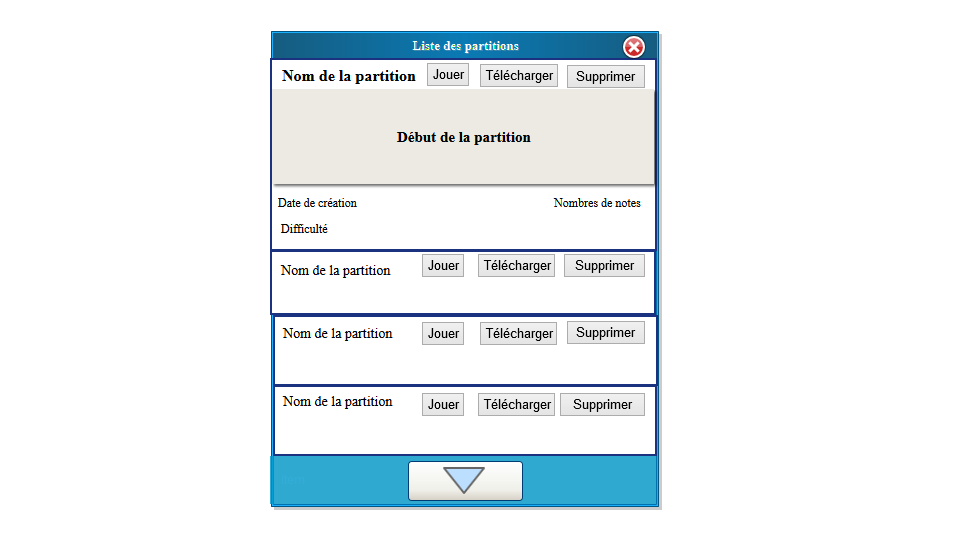 Liste des partitions
Nom de la partition Jouer Télécharger Supprimer
Début de la partition
Date de création Nombres de notes
Difficulté
Nom de la partition Jouer Télécharger Supprimer
Nom de la partition Jouer Télécharger Supprimer
Nom de la partition Jouer Télécharger Supprimer